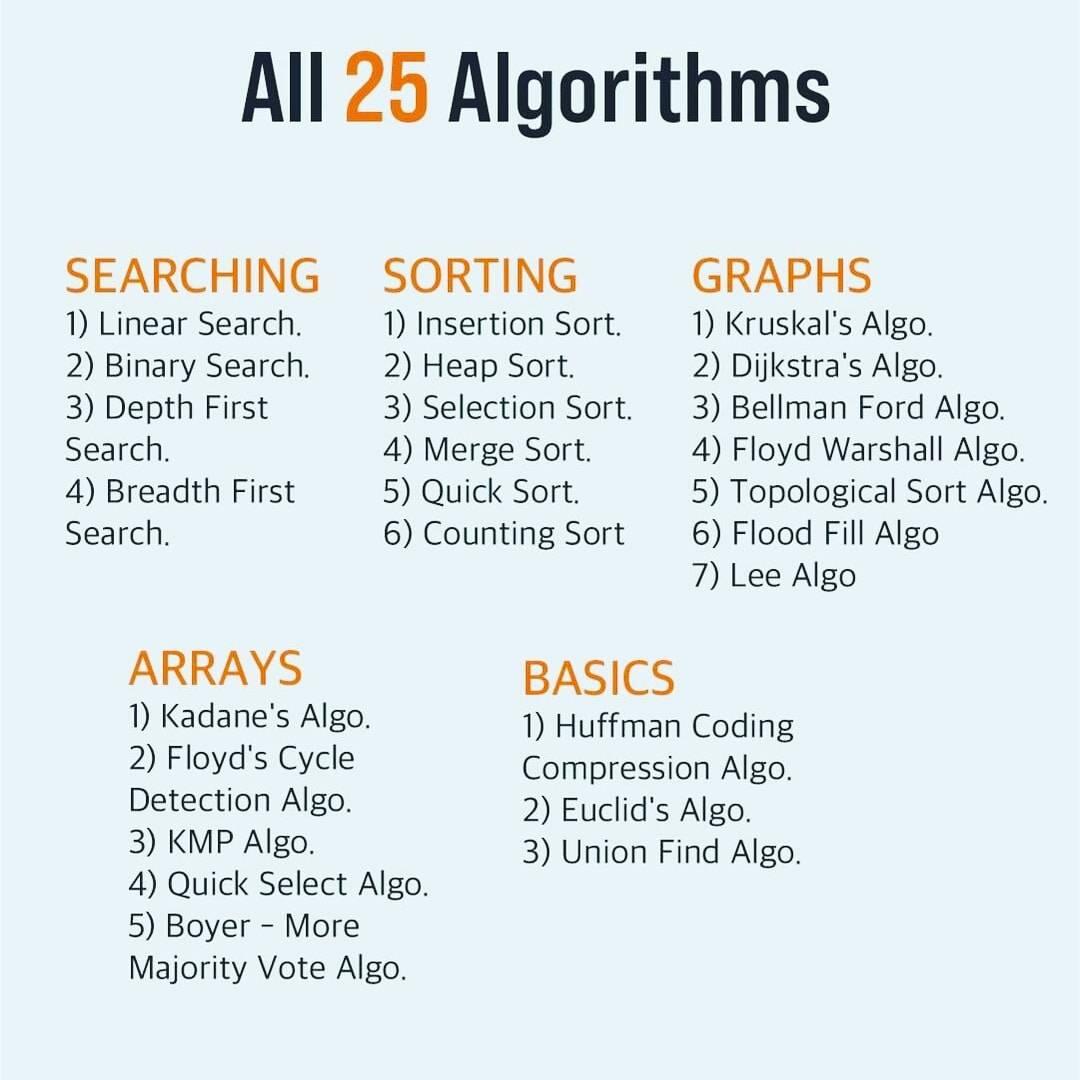 All 25 Algorithms
SEARCHING
1) Linear Search.
2) Binary Search.
3) Depth First
Search.
4) Breadth First
Search.
SORTING
1) Insertion Sort.
2) Heap Sort.
3) Selection Sort.
4) Merge Sort.
5) Quick Sort.
6) Counting Sort
GRAPHS
1) Kruskal's Algo.
2) Dijkstra's Algo.
3) Bellman Ford Algo.
4) Floyd Warshall Algo.
5) Topological Sort Algo.
6) Flood Fill Algo
7) Lee Algo
ARRAYS
1) Kadane's Algo.
2) Floyd's Cycle
Detection Algo.
3) KMP Algo.
4) Quick Select Algo.
5) Boyer - More
Majority Vote Algo.
BASICS
1) Huffman Coding
Compression Algo.
2) Euclid's Algo.
3) Union Find Algo.